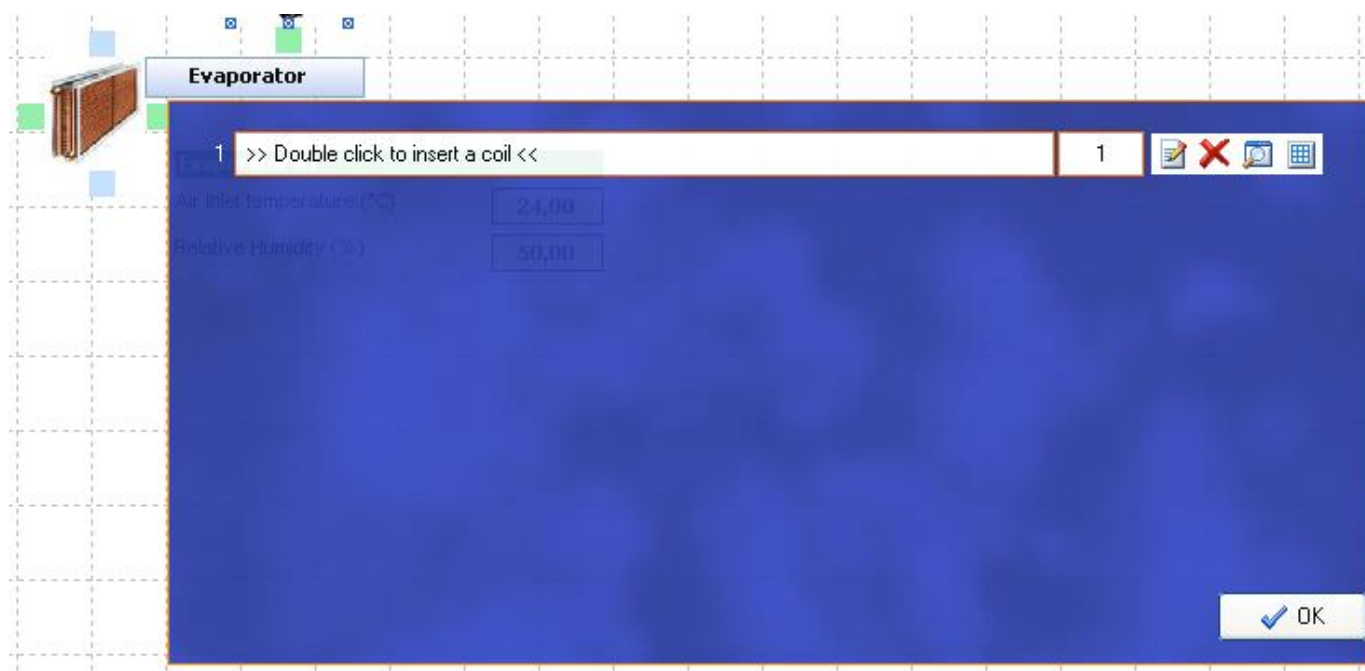 Evaporator
1 >> Double click to insert a coil << 1
Air Inlet temperature (°C) 24,00
Relative Humidity (%) 50,00
OK